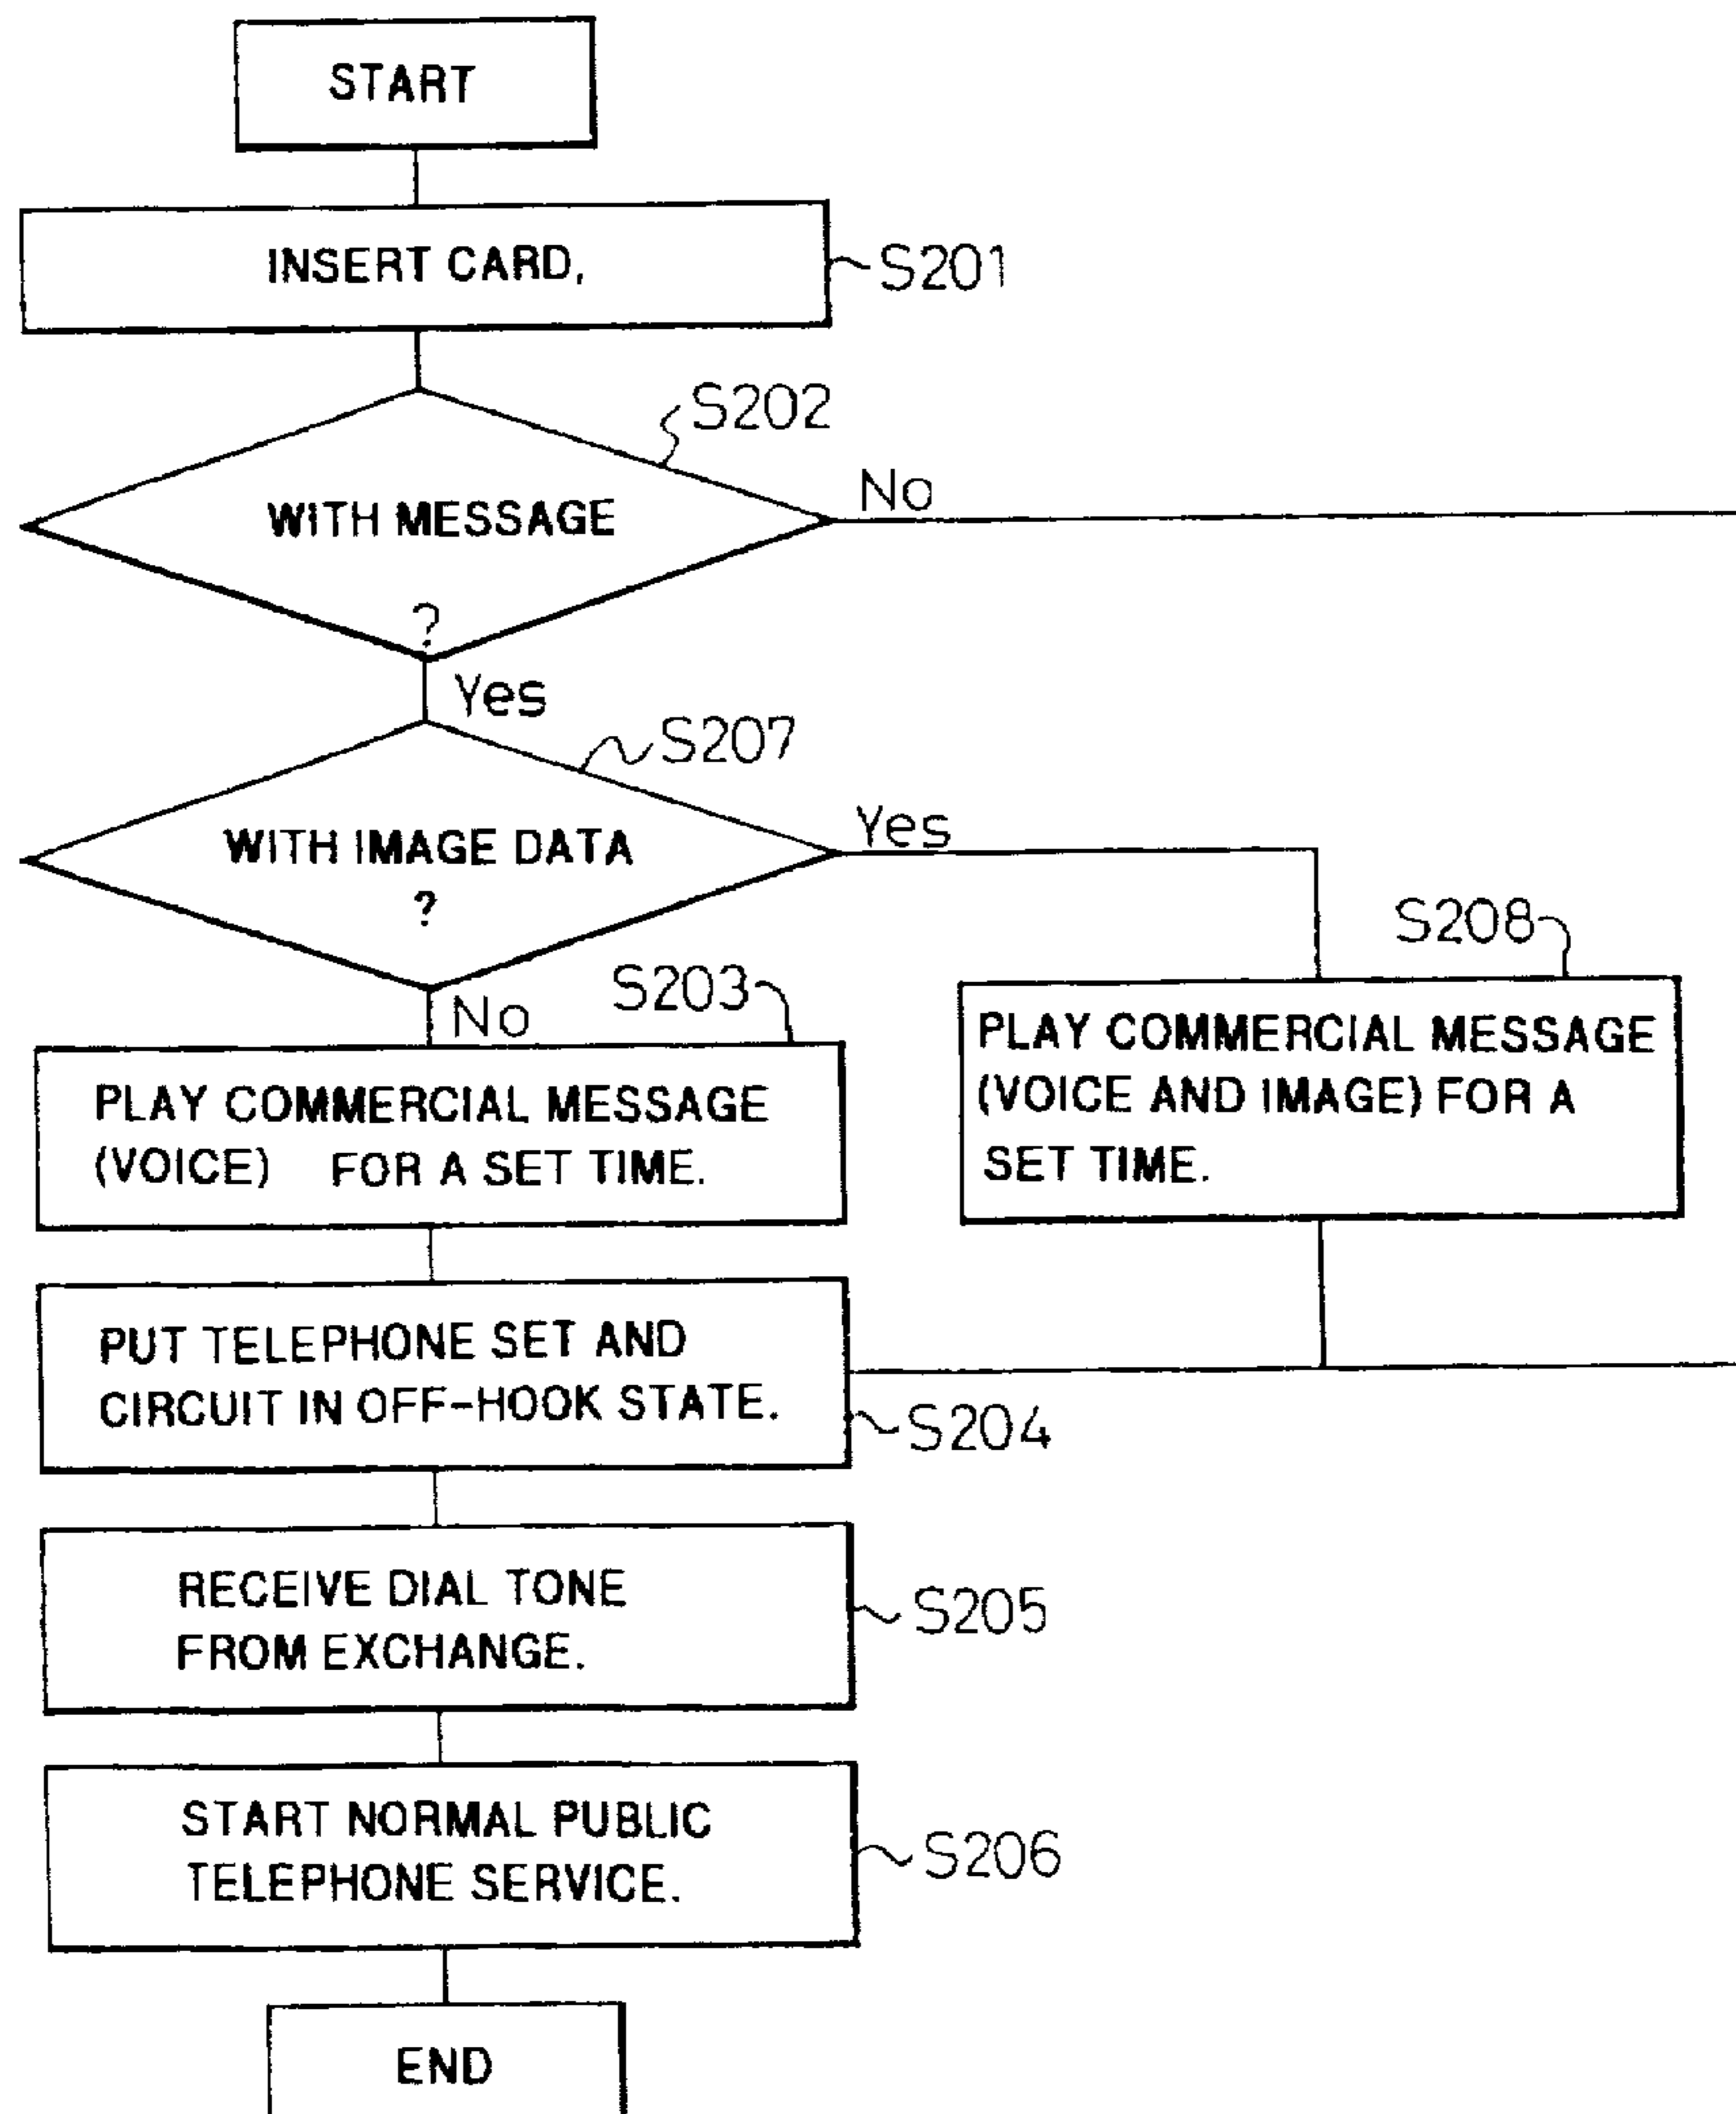 START
INSERT CARD,
S201
S202
WITH MESSAGE
?
No
Yes
S207
WITH IMAGE DATA
?
Yes
No
S203
PLAY COMMERCIAL MESSAGE
(VOICE) FOR A SET TIME.
S208
PLAY COMMERCIAL MESSAGE
(VOICE AND IMAGE) FOR A
SET TIME.
PUT TELEPHONE SET AND
CIRCUIT IN OFF-HOOK STATE.
S204
RECEIVE DIAL TONE
FROM EXCHANGE.
S205
START NORMAL PUBLIC
TELEPHONE SERVICE.
S206
END